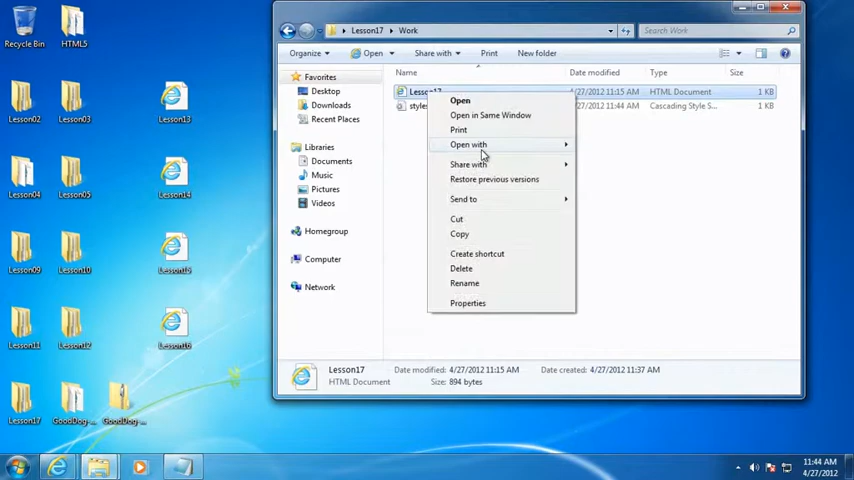 Recycle Bin
HTML5
Lesson02
Lesson03
Lesson13
Lesson04
Lesson05
Lesson14
Lesson09
Lesson10
Lesson15
Lesson11
Lesson12
Lesson16
Lesson17
GoodDog-...
GoodDog ...
Lesson17
Work
Search Work
Organize
Open
Share with
Print
New folder
Favorites
Desktop
Downloads
Recent Places
Libraries
Documents
Music
Pictures
Videos
Homegroup
Computer
Network
Name
Date modified
Type
Size
Lesson17
4/27/2012 11:15 AM
HTML Document
1 KB
styles
4/27/2012 11:44 AM
Cascading Style S...
1 KB
Open
Open in Same Window
Print
Open with
Share with
Restore previous versions
Send to
Cut
Copy
Create shortcut
Delete
Rename
Properties
Lesson17
Date modified: 4/27/2012 11:15 AM
Date created: 4/27/2012 11:37 AM
HTML Document
Size: 894 bytes
11:44 AM
4/27/2012